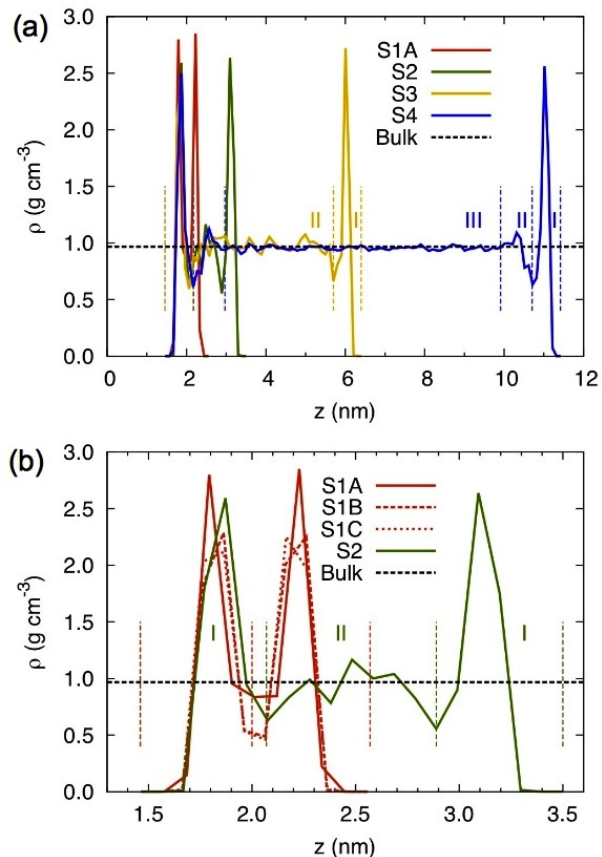 (a)
3.0
2.5
2.0
1.5
1.0
0.5
0.0
ρ (g cm⁻³)
S1A
S2
S3
S4
Bulk
II I III II I
0 2 4 6 8 10 12
z (nm)
(b)
3.0
2.5
2.0
1.5
1.0
0.5
0.0
ρ (g cm⁻³)
S1A
S1B
S1C
S2
Bulk
I II I
1.5 2.0 2.5 3.0 3.5
z (nm)